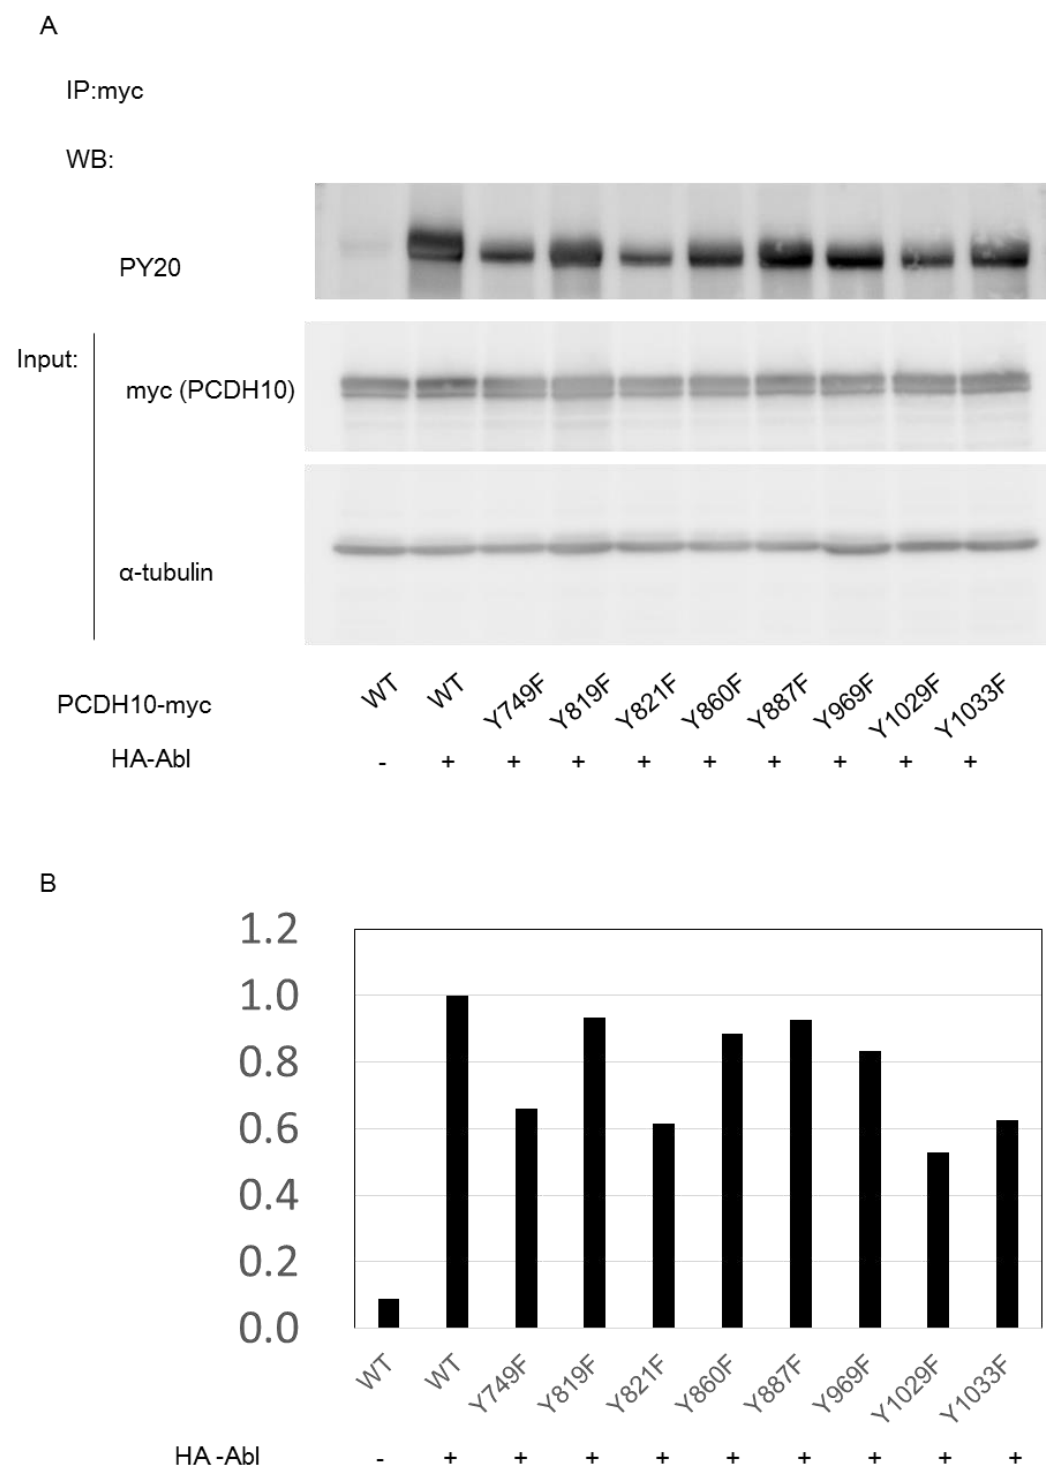 A
IP:myc
WB:
PY20
Input:
myc (PCDH10)
α-tubulin
PCDH10-myc
WT WT Y749F Y819F Y821F Y860F Y887F Y969F Y1029F Y1033F
HA-Abl - + + + + + + + + +
B
1.2
1.0
0.8
0.6
0.4
0.2
0.0
WT WT Y749F Y819F Y821F Y860F Y887F Y969F Y1029F Y1033F
HA -Abl - + + + + + + + + +